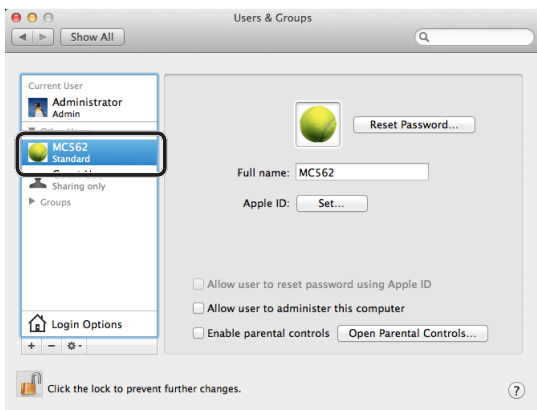 Users & Groups
Show All
Current User
Administrator
Admin
MC562
Standard
Sharing only
Groups
Login Options
Reset Password...
Full name: MC562
Apple ID: Set...
Allow user to reset password using Apple ID
Allow user to administer this computer
Enable parental controls Open Parental Controls...
Click the lock to prevent further changes.
?